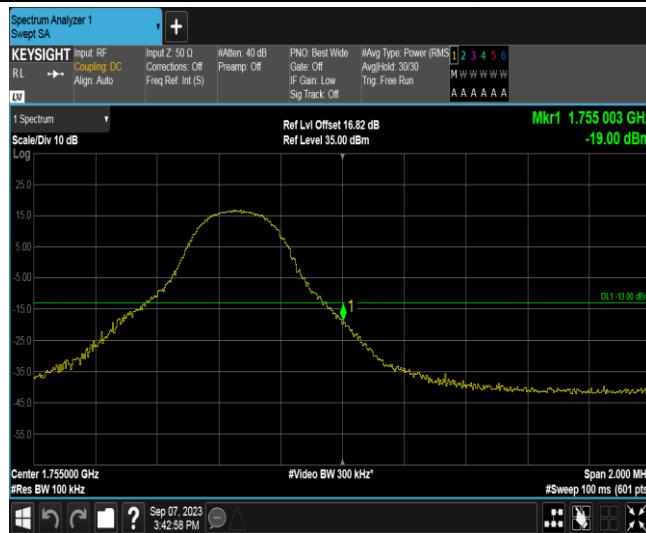 Spectrum Analyzer 1
Swept SA
+
KEYSIGHT Input: RF Input Z: 50 Ω #Atten: 40 dB PNO: Best Wide #Avg Type: Power (RMS 1 2 3 4 5 6
RL Coupling: DC Corrections: Off Preamp: Off Gate: Off Avg|Hold: 30/30 M W W W W W
Align: Auto Freq Ref: Int (S) IF Gain: Low Trig: Free Run
Sig Track: Off A A A A A A
1 Spectrum Ref Lvl Offset 16.82 dB Mkr1 1.755 003 GHz
Scale/Div 10 dB Ref Level 35.00 dBm -19.00 dBm
Log
25.0
15.0
5.00
-5.00
DL1 -13.00 dBm
1
-15.0
-25.0
-35.0
-45.0
-55.0
Center 1.755000 GHz #Video BW 300 kHz* Span 2.000 MH
#Res BW 100 kHz #Sweep 100 ms (601 pts
? Sep 07, 2023
3:42:58 PM